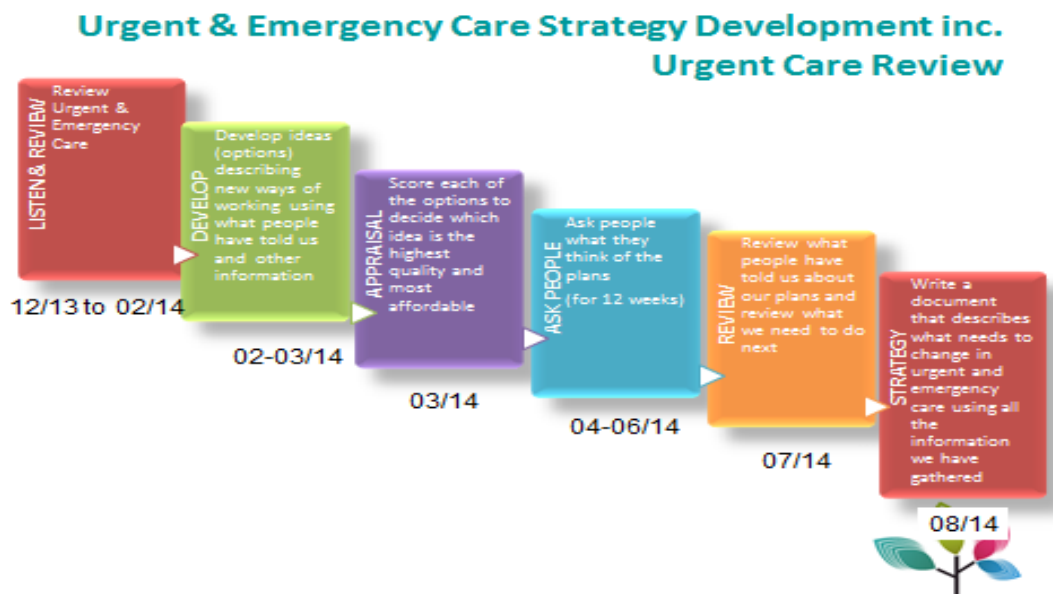 Urgent & Emergency Care Strategy Development inc.
Urgent Care Review
LISTEN & REVIEW
Review
Urgent &
Emergency
Care
12/13 to 02/14
DEVELOP
Develop ideas
(options)
describing
new ways of
working using
what people
have told us
and other
information
02-03/14
APPRAISAL
Score each of
the options to
decide which
idea is the
highest
quality and
most
affordable
03/14
ASK PEOPLE
Ask people
what they
think of the
plans
(for 12 weeks)
04-06/14
REVIEW
Review what
people have
told us about
our plans and
review what
we need to do
next
07/14
STRATEGY
Write a
document
that describes
what needs to
change in
urgent and
emergency
care using all
the
information
we have
gathered
08/14